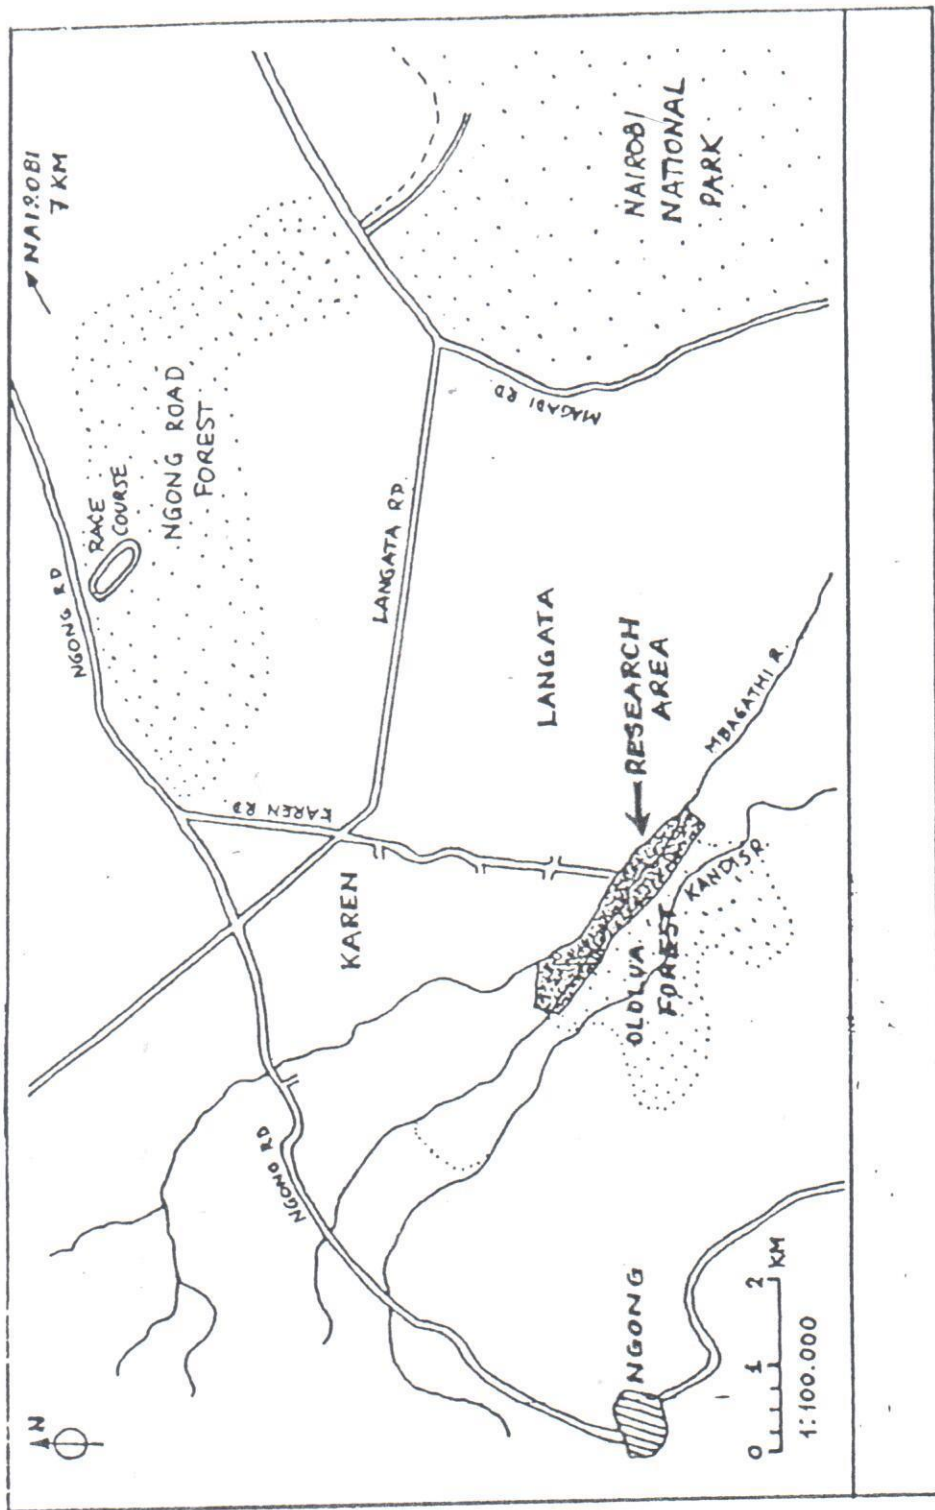 N
NAIROBI
7 KM
NGONG RD
RACE
COURSE
NGONG ROAD
FOREST
NGONG RD
KAREN RD
KAREN
LANGATA RD
MAGADI RD
LANGATA
NAIROBI
NATIONAL
PARK
RESEARCH
AREA
OLOLUA
FOREST
KANDIS R.
MBAGATHI R.
NGONG
0 1 2 KM
1:100.000